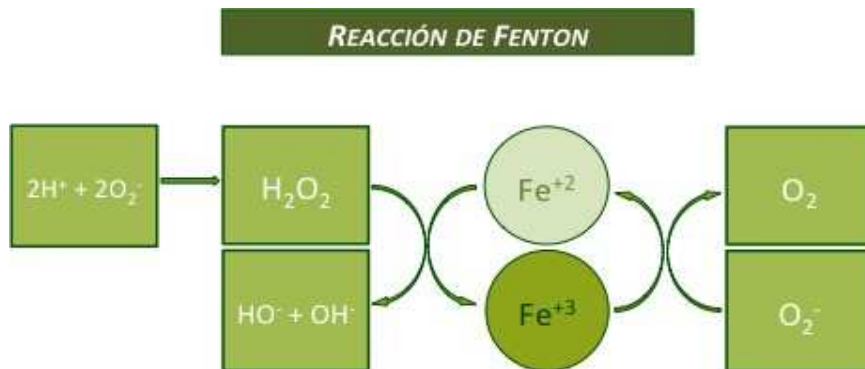 REACCIÓN DE FENTON
2H⁺ + 2O₂⁻
H₂O₂
Fe⁺²
O₂
HO⁻ + OH⁻
Fe⁺³
O₂⁻